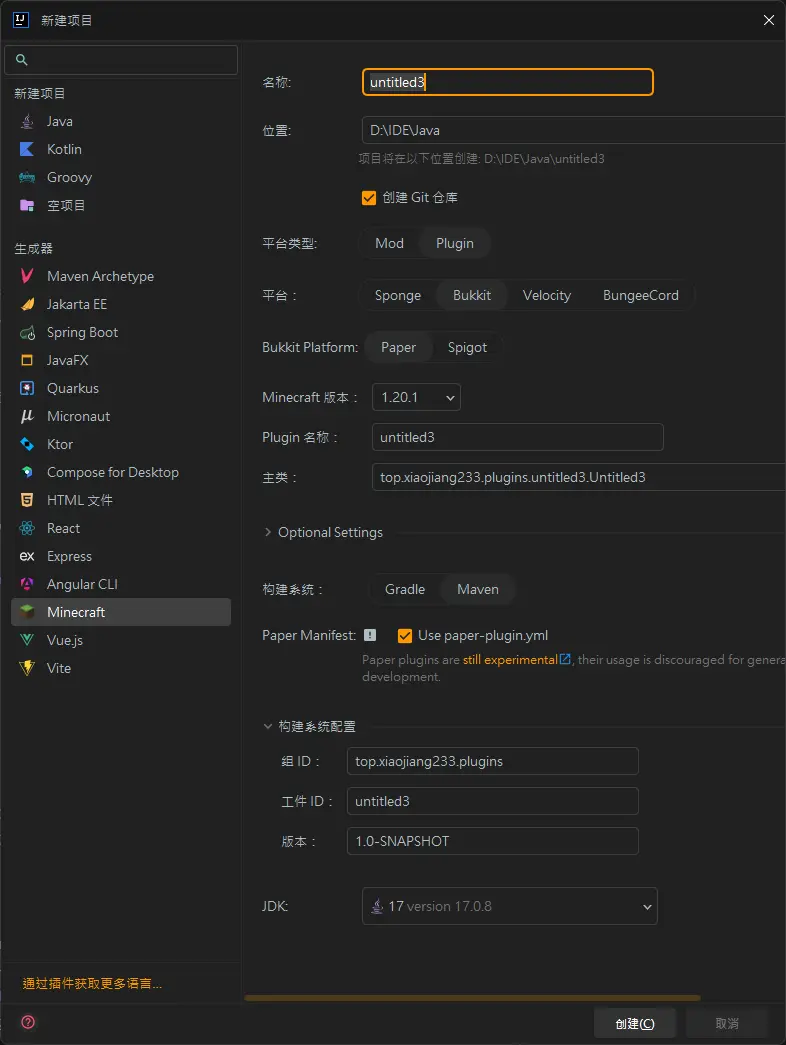 新建项目
新建项目
Java
Kotlin
Groovy
空项目
生成器
Maven Archetype
Jakarta EE
Spring Boot
JavaFX
Quarkus
Micronaut
Ktor
Compose for Desktop
HTML 文件
React
ex Express
Angular CLI
Minecraft
Vue.js
Vite
通过插件获取更多语言...
名称: untitled3
位置: D:\IDE\Java
项目将在以下位置创建: D:\IDE\Java\untitled3
创建 Git 仓库
平台类型: Mod Plugin
平台： Sponge Bukkit Velocity BungeeCord
Bukkit Platform: Paper Spigot
Minecraft 版本： 1.20.1
Plugin 名称： untitled3
主类： top.xiaojiang233.plugins.untitled3.Untitled3
Optional Settings
构建系统： Gradle Maven
Paper Manifest: Use paper-plugin.yml
Paper plugins are still experimental, their usage is discouraged for genera
development.
构建系统配置
组 ID： top.xiaojiang233.plugins
工件 ID： untitled3
版本： 1.0-SNAPSHOT
JDK: 17 version 17.0.8
创建(C) 取消